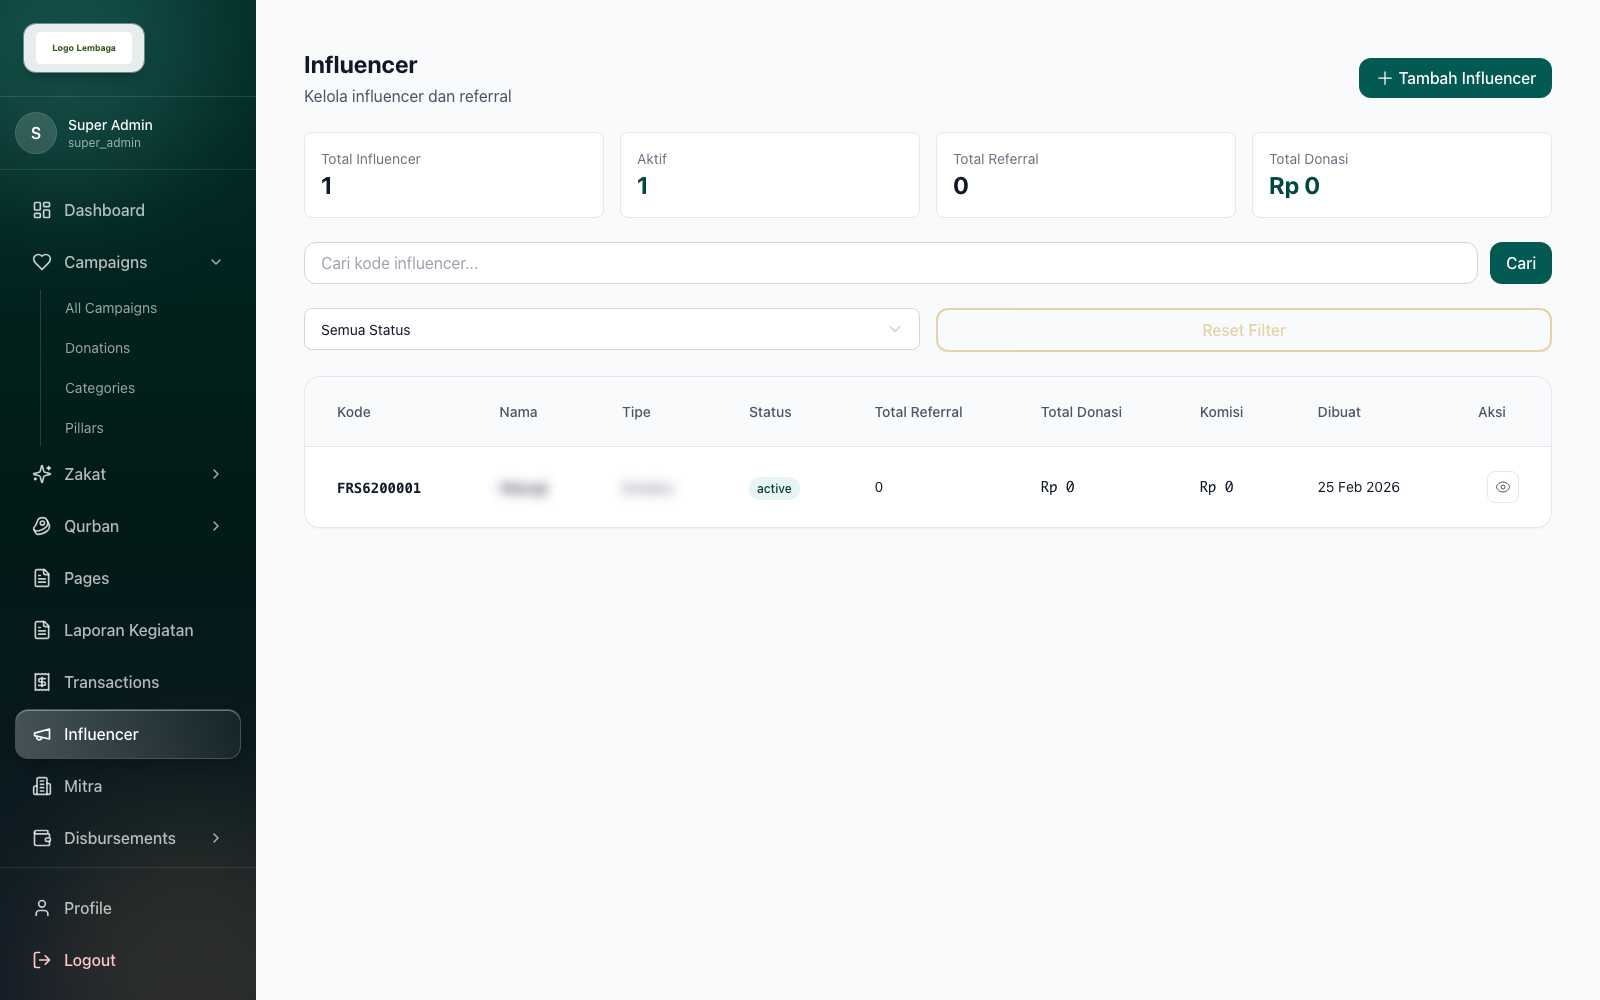 Logo Lembaga
S
Super Admin
super_admin
Dashboard
Campaigns
All Campaigns
Donations
Categories
Pillars
Zakat
Qurban
Pages
Laporan Kegiatan
Transactions
Influencer
Mitra
Disbursements
Profile
Logout
Influencer
Kelola influencer dan referral
Tambah Influencer
Total Influencer
1
Aktif
1
Total Referral
0
Total Donasi
Rp 0
Cari kode influencer...
Cari
Semua Status
Reset Filter
Kode Nama Tipe Status Total Referral Total Donasi Komisi Dibuat Aksi
FRS6200001 active 0 Rp 0 Rp 0 25 Feb 2026